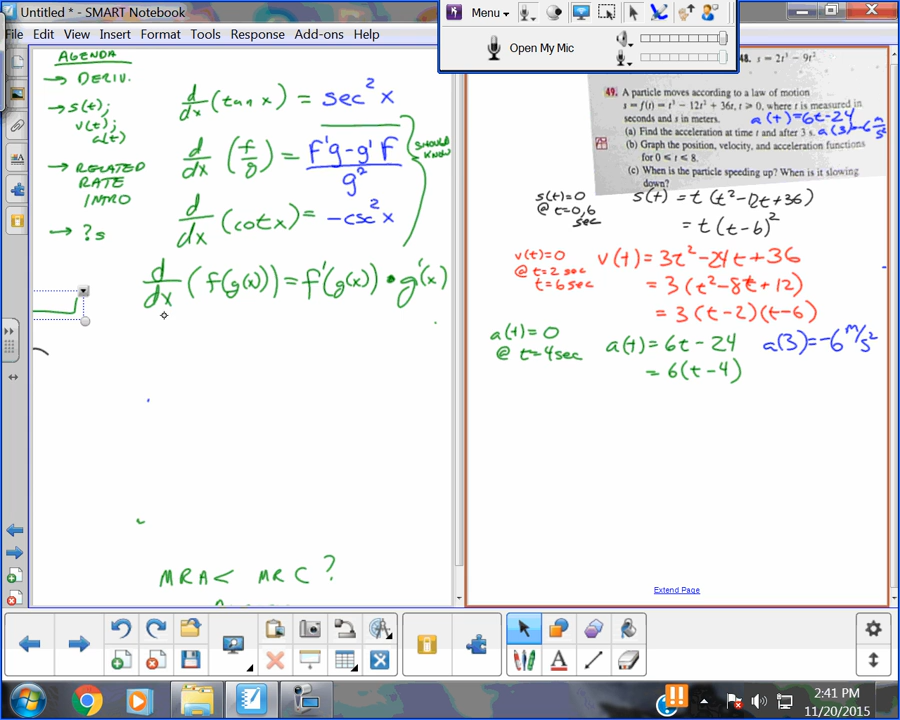 Untitled * - SMART Notebook
File Edit View Insert Format Tools Response Add-ons Help
Menu
Open My Mic
AGENDA
→ DERIV.
→ s(t);
v(t);
a(t)
→ RELATED
RATE
INTRO
→ ?s
d/dx (tan x) = sec² x
d/dx (f/g) = f'g - g'f / g²
d/dx (cot x) = -csc² x
SHOULD
KNOW
d/dx (f(g(x)) = f'(g(x)) • g'(x)
MRA < MRC ?
48. s = 2t³ − 9t²
49. A particle moves according to a law of motion
s = f(t) = t³ − 12t² + 36t, t ≥ 0, where t is measured in
seconds and s in meters. a(t) = 6t-24
(a) Find the acceleration at time t and after 3 s. a(3)=-6 m/s²
(b) Graph the position, velocity, and acceleration functions
for 0 ≤ t ≤ 8.
(c) When is the particle speeding up? When is it slowing
down?
s(t)=0
@ t=0,6
sec
s(t) = t(t²-12t+36)
= t(t-6)²
v(t)=0
@ t=2 sec
t=6 sec
v(t) = 3t²-24t+36
= 3(t²-8t+12)
= 3(t-2)(t-6)
a(t)=0
@ t=4sec
a(t) = 6t-24
= 6(t-4)
a(3)=-6 m/s²
Extend Page
2:41 PM
11/20/2015